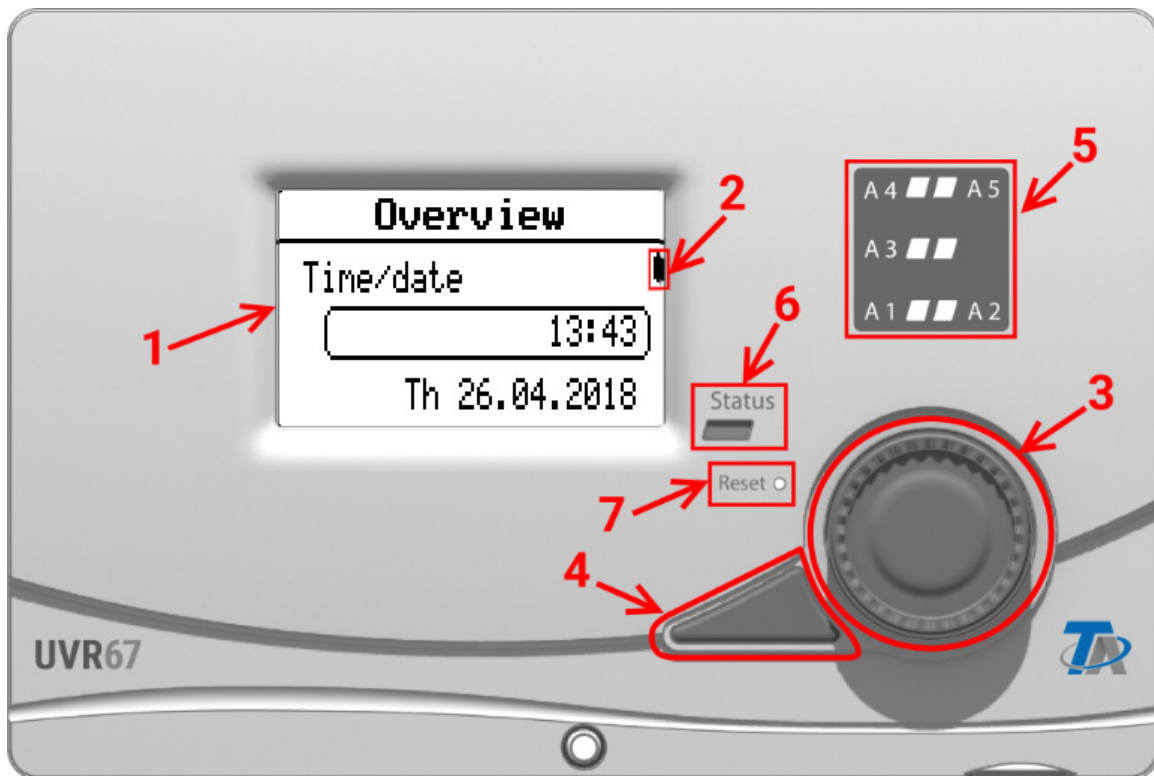 Overview
Time/date
13:43
Th 26.04.2018
1
2
3
4
5
6
7
A4 A5
A3
A1 A2
Status
Reset
UVR67
TA